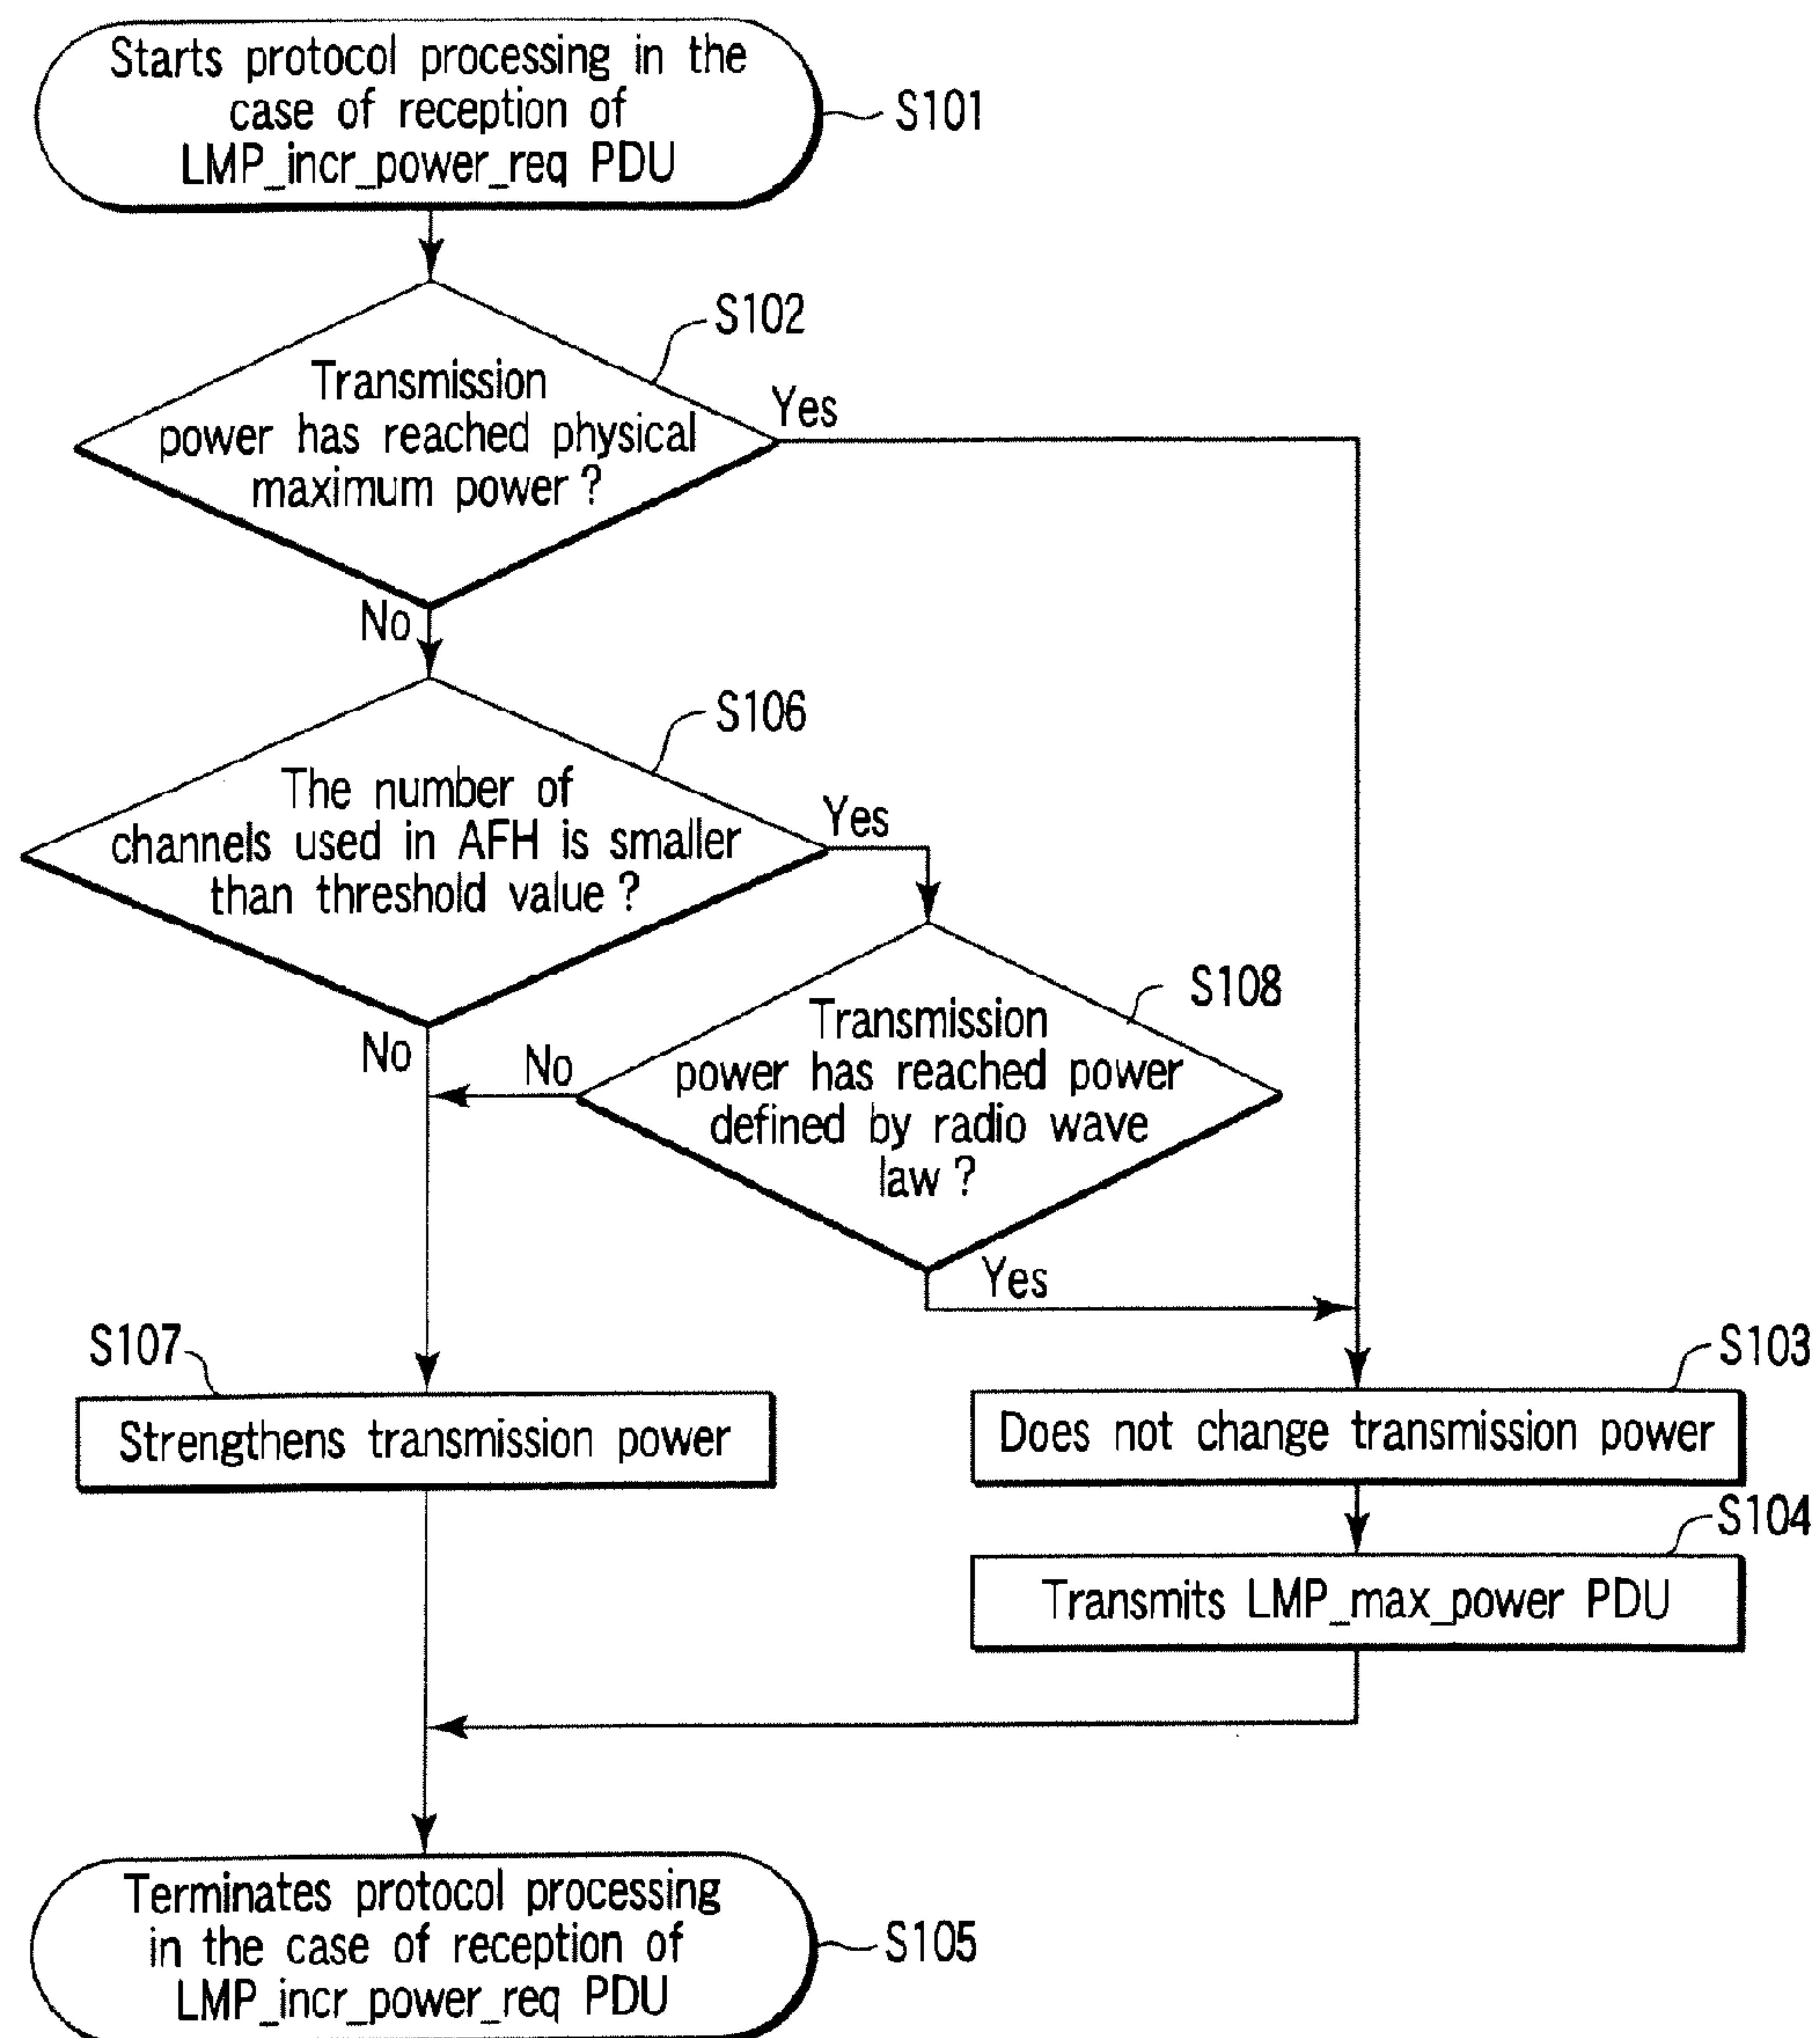 Starts protocol processing in the
case of reception of
LMP_incr_power_req PDU
S101
S102
Transmission
power has reached physical
maximum power ?
Yes
No
S106
The number of
channels used in AFH is smaller
than threshold value ?
Yes
No
S108
Transmission
power has reached power
defined by radio wave
law ?
No
Yes
S107
Strengthens transmission power
S103
Does not change transmission power
S104
Transmits LMP_max_power PDU
Terminates protocol processing
in the case of reception of
LMP_incr_power_req PDU
S105